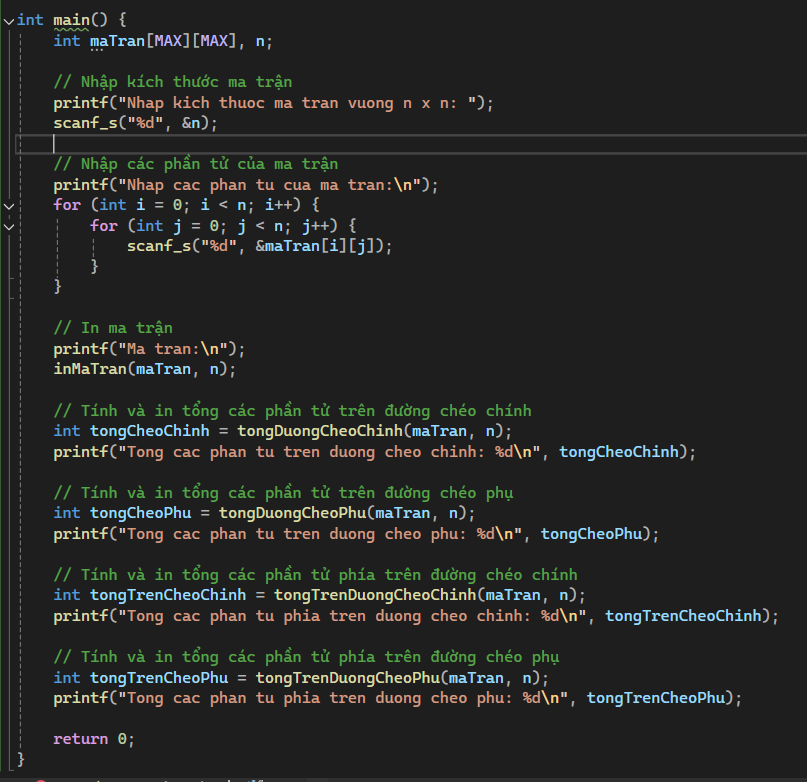 int main() {
    int maTran[MAX][MAX], n;

    // Nhập kích thước ma trận
    printf("Nhap kich thuoc ma tran vuong n x n: ");
    scanf_s("%d", &n);

    // Nhập các phần tử của ma trận
    printf("Nhap cac phan tu cua ma tran:\n");
    for (int i = 0; i < n; i++) {
        for (int j = 0; j < n; j++) {
            scanf_s("%d", &maTran[i][j]);
        }
    }

    // In ma trận
    printf("Ma tran:\n");
    inMaTran(maTran, n);

    // Tính và in tổng các phần tử trên đường chéo chính
    int tongCheoChinh = tongDuongCheoChinh(maTran, n);
    printf("Tong cac phan tu tren duong cheo chinh: %d\n", tongCheoChinh);

    // Tính và in tổng các phần tử trên đường chéo phụ
    int tongCheoPhu = tongDuongCheoPhu(maTran, n);
    printf("Tong cac phan tu tren duong cheo phu: %d\n", tongCheoPhu);

    // Tính và in tổng các phần tử phía trên đường chéo chính
    int tongTrenCheoChinh = tongTrenDuongCheoChinh(maTran, n);
    printf("Tong cac phan tu phia tren duong cheo chinh: %d\n", tongTrenCheoChinh);

    // Tính và in tổng các phần tử phía trên đường chéo phụ
    int tongTrenCheoPhu = tongTrenDuongCheoPhu(maTran, n);
    printf("Tong cac phan tu phia tren duong cheo phu: %d\n", tongTrenCheoPhu);

    return 0;
}